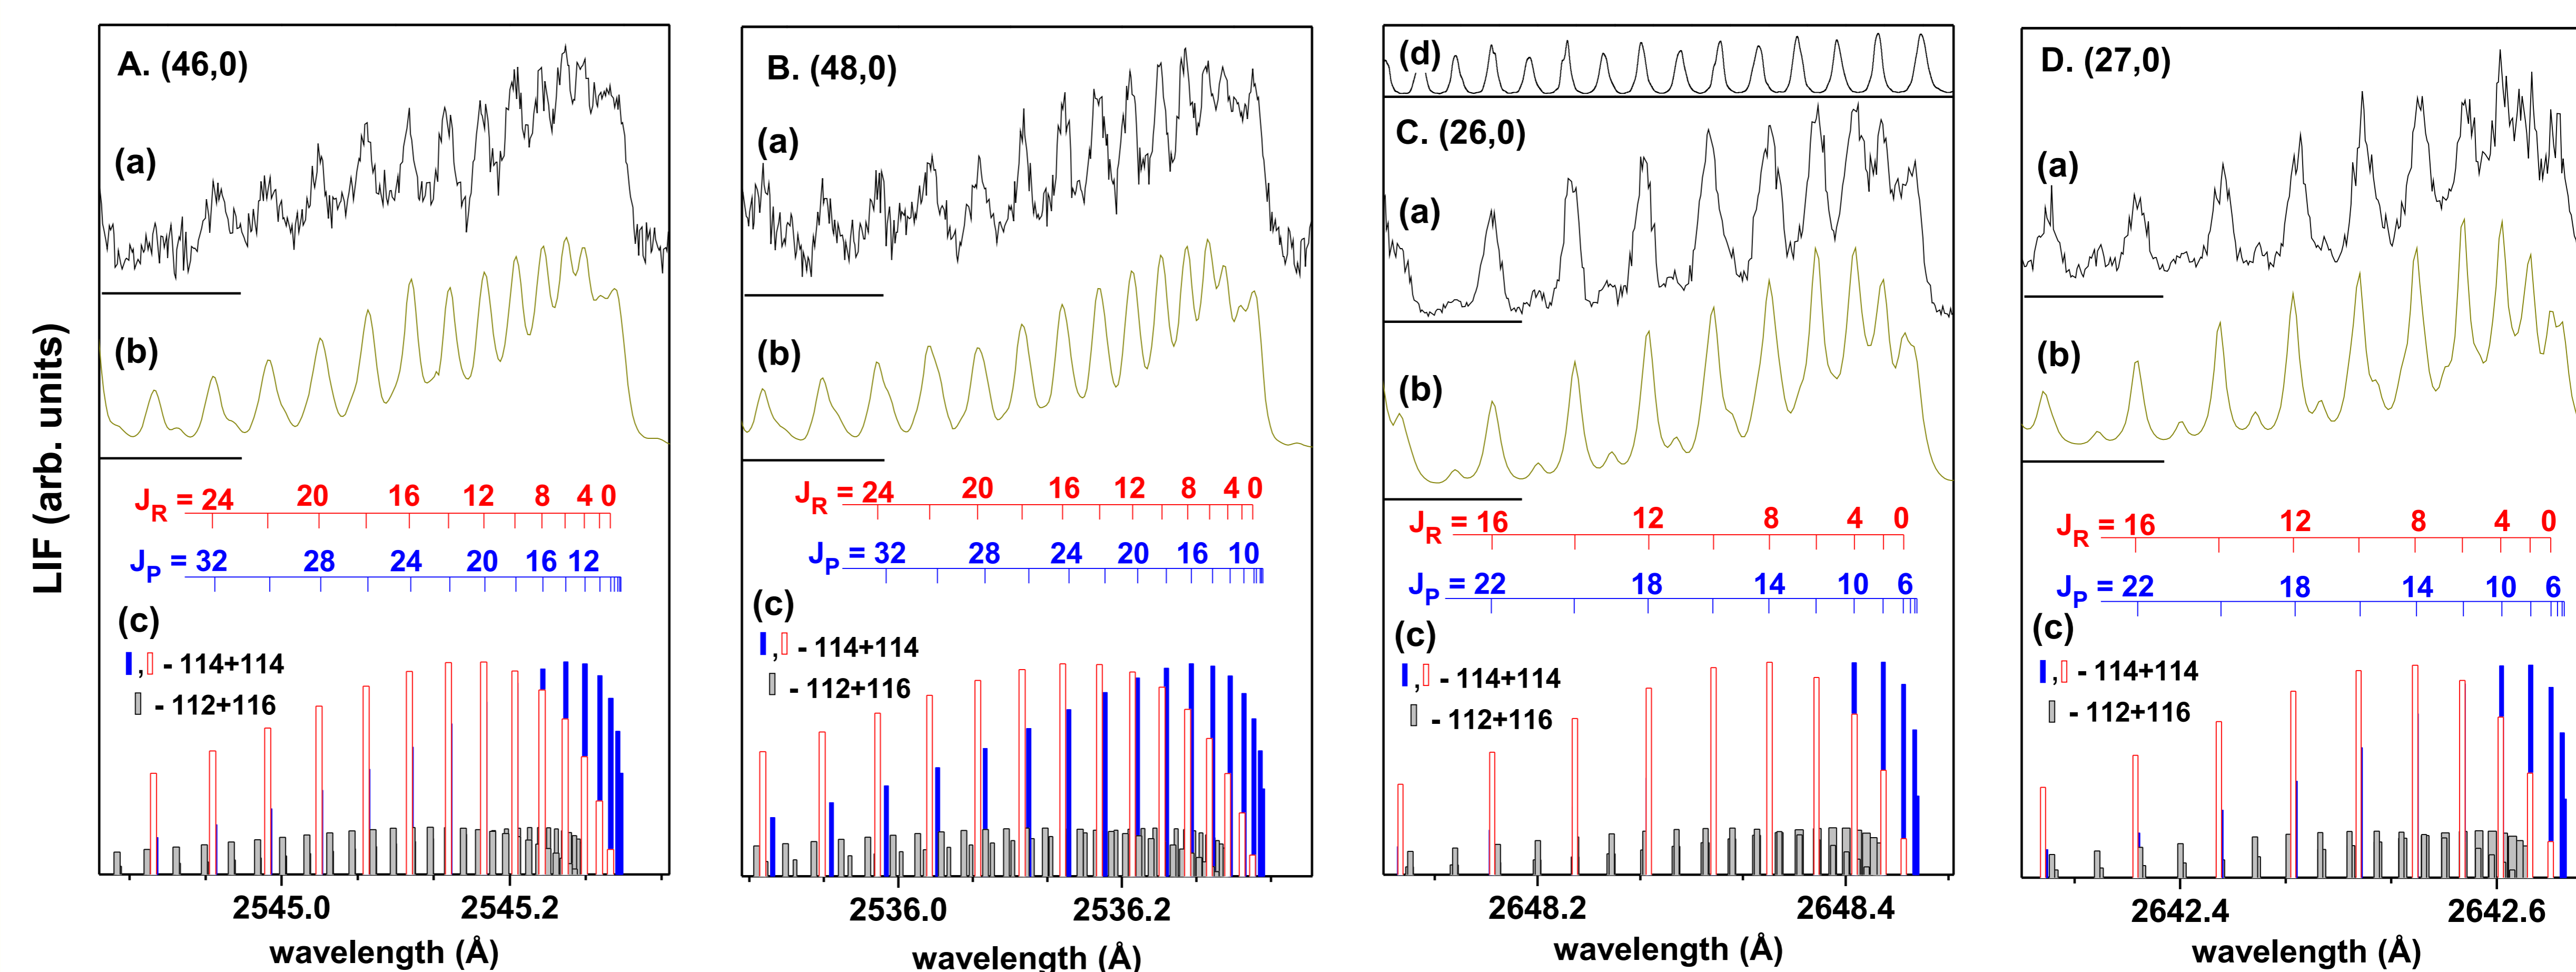 LIF (arb. units)
A. (46,0)
(a)
(b)
J_R = 24 20 16 12 8 4 0
J_P = 32 28 24 20 16 12
(c)
, - 114+114
- 112+116
2545.0 2545.2
wavelength (Å)
B. (48,0)
(a)
(b)
J_R = 24 20 16 12 8 4 0
J_P = 32 28 24 20 16 10
(c)
, - 114+114
- 112+116
2536.0 2536.2
wavelength (Å)
(d)
C. (26,0)
(a)
(b)
J_R = 16 12 8 4 0
J_P = 22 18 14 10 6
(c)
, - 114+114
- 112+116
2648.2 2648.4
wavelength (Å)
D. (27,0)
(a)
(b)
J_R = 16 12 8 4 0
J_P = 22 18 14 10 6
(c)
, - 114+114
- 112+116
2642.4 2642.6
wavelength (Å)